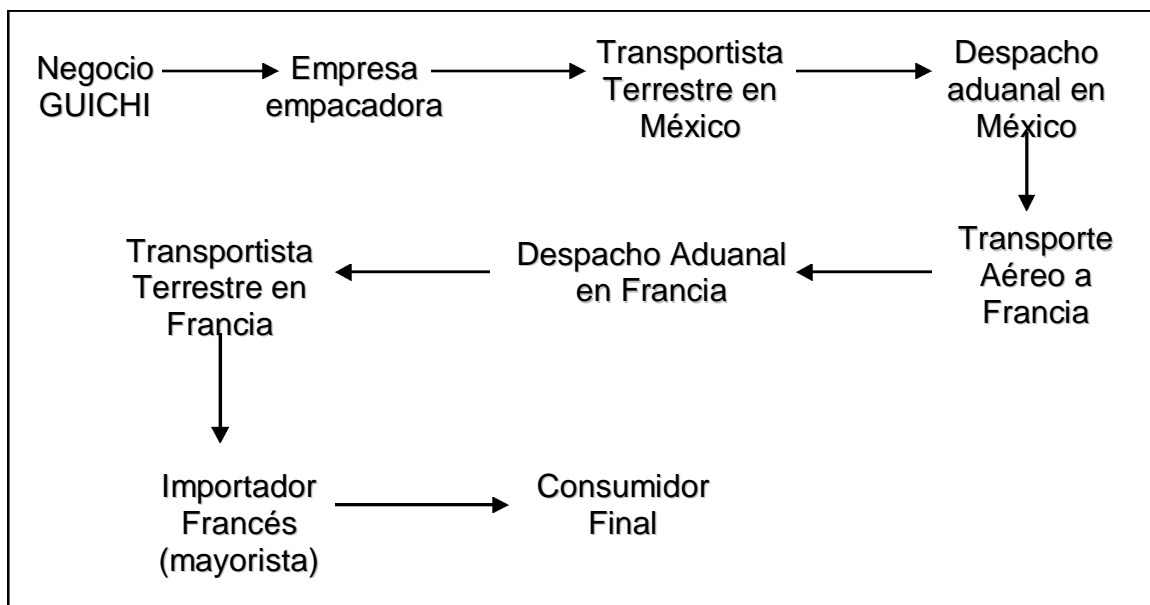 Negocio
GUICHI
Empresa
empacadora
Transportista
Terrestre en
México
Despacho
aduanal en
México
Transporte
Aéreo a
Francia
Despacho Aduanal
en Francia
Transportista
Terrestre en
Francia
Importador
Francés
(mayorista)
Consumidor
Final